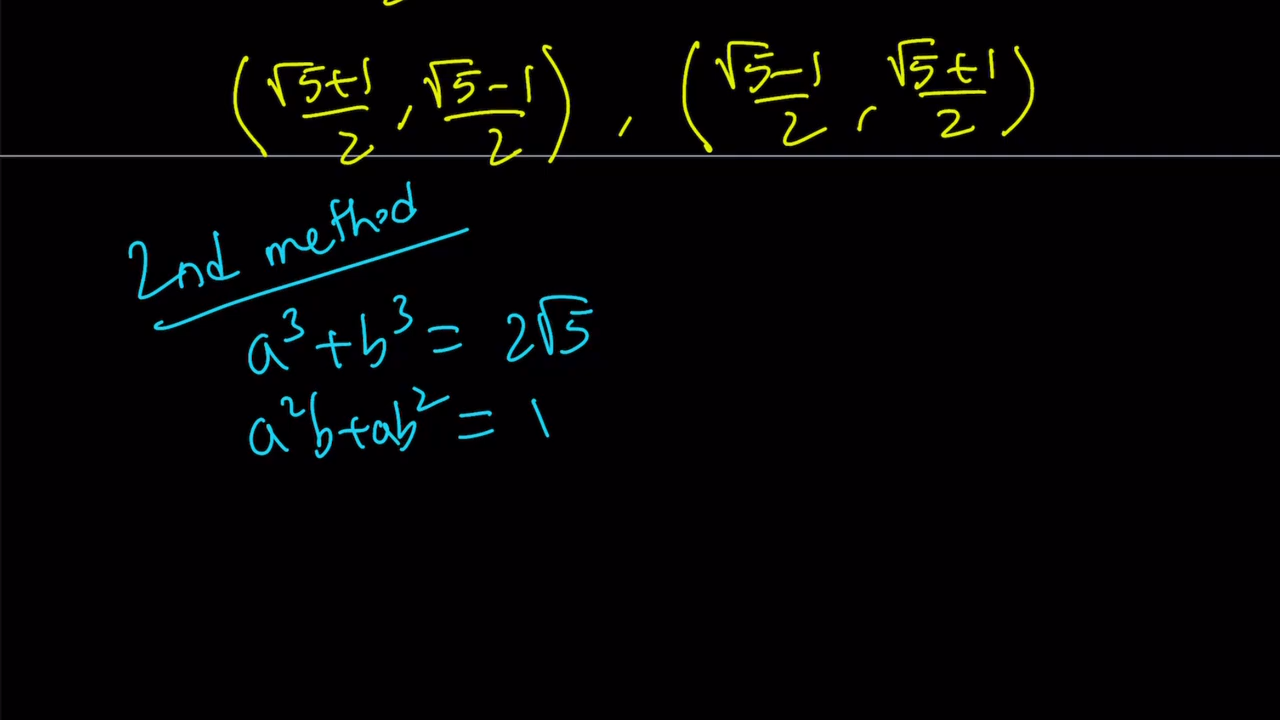 (√5+1/2, √5-1/2), (√5-1/2, √5+1/2)
2nd method
a³+b³ = 2√5
a²b+ab² = 1